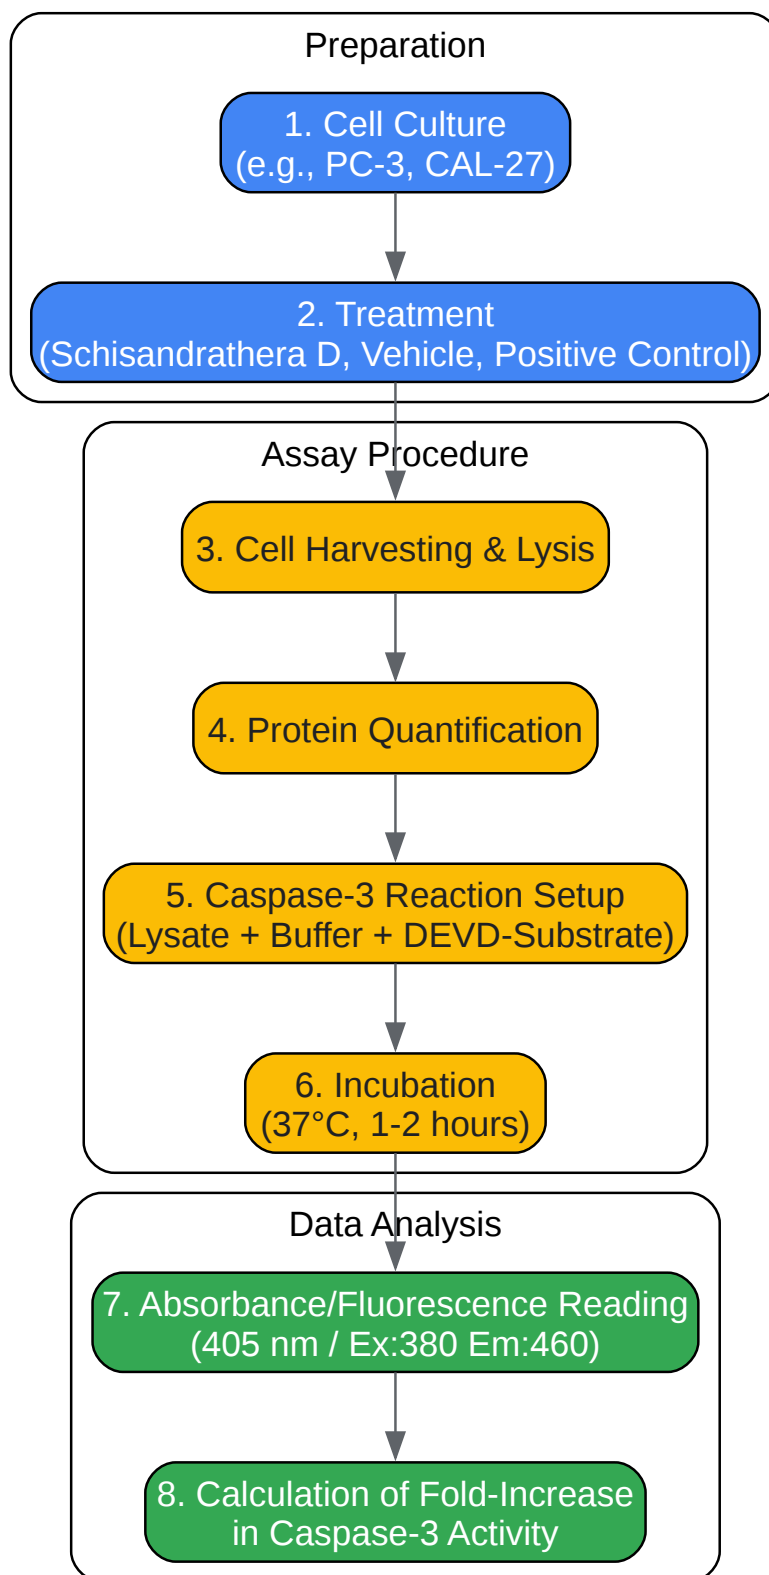 Preparation
1. Cell Culture
(e.g., PC-3, CAL-27)
2. Treatment
(Schisandrathera D, Vehicle, Positive Control)
Assay Procedure
3. Cell Harvesting & Lysis
4. Protein Quantification
5. Caspase-3 Reaction Setup
(Lysate + Buffer + DEVD-Substrate)
6. Incubation
(37°C, 1-2 hours)
Data Analysis
7. Absorbance/Fluorescence Reading
(405 nm / Ex:380 Em:460)
8. Calculation of Fold-Increase
in Caspase-3 Activity